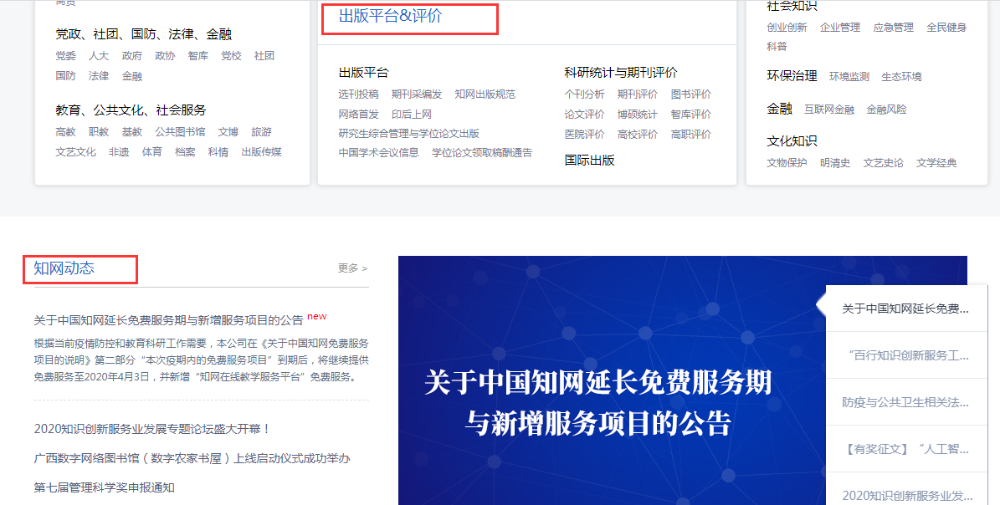 商贸
党政、社团、国防、法律、金融
党委 人大 政府 政协 智库 党校 社团
国防 法律 金融
教育、公共文化、社会服务
高教 职教 基教 公共图书馆 文博 旅游
文艺文化 非遗 体育 档案 科情 出版传媒
出版平台&评价
出版平台
选刊投稿 期刊采编发 知网出版规范
网络首发 印后上网
研究生综合管理与学位论文出版
中国学术会议信息 学位论文领取稿酬通告
科研统计与期刊评价
个刊分析 期刊评价 图书评价
论文评价 博硕统计 智库评价
医院评价 高校评价 高职评价
国际出版
社会知识
创业创新 企业管理 应急管理 全民健身
科普
环保治理 环境监测 生态环境
金融 互联网金融 金融风险
文化知识
文物保护 明清史 文艺史论 文学经典
知网动态
更多 >
关于中国知网延长免费服务期与新增服务项目的公告 new
根据当前疫情防控和教育科研工作需要，本公司在《关于中国知网免费服务
项目的说明》第二部分“本次疫期内的免费服务项目”到期后，将继续提供
免费服务至2020年4月3日，并新增“知网在线教学服务平台”免费服务。
2020知识创新服务业发展专题论坛盛大开幕！
广西数字网络图书馆（数字农家书屋）上线启动仪式成功举办
第七届管理科学奖申报通知
关于中国知网延长免费服务期
与新增服务项目的公告
关于中国知网延长免费...
“百行知识创新服务工...
防疫与公共卫生相关法...
【有奖征文】“人工智...
2020知识创新服务业发...